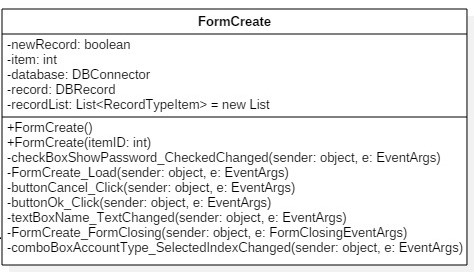 FormCreate
-newRecord: boolean
-item: int
-database: DBConnector
-record: DBRecord
-recordList: List<RecordTypeItem> = new List
+FormCreate()
+FormCreate(itemID: int)
-checkBoxShowPassword_CheckedChanged(sender: object, e: EventArgs)
-FormCreate_Load(sender: object, e: EventArgs)
-buttonCancel_Click(sender: object, e: EventArgs)
-buttonOk_Click(sender: object, e: EventArgs)
-textBoxName_TextChanged(sender: object, e: EventArgs)
-FormCreate_FormClosing(sender: object, e: FormClosingEventArgs)
-comboBoxAccountType_SelectedIndexChanged(sender: object, e: EventArgs)